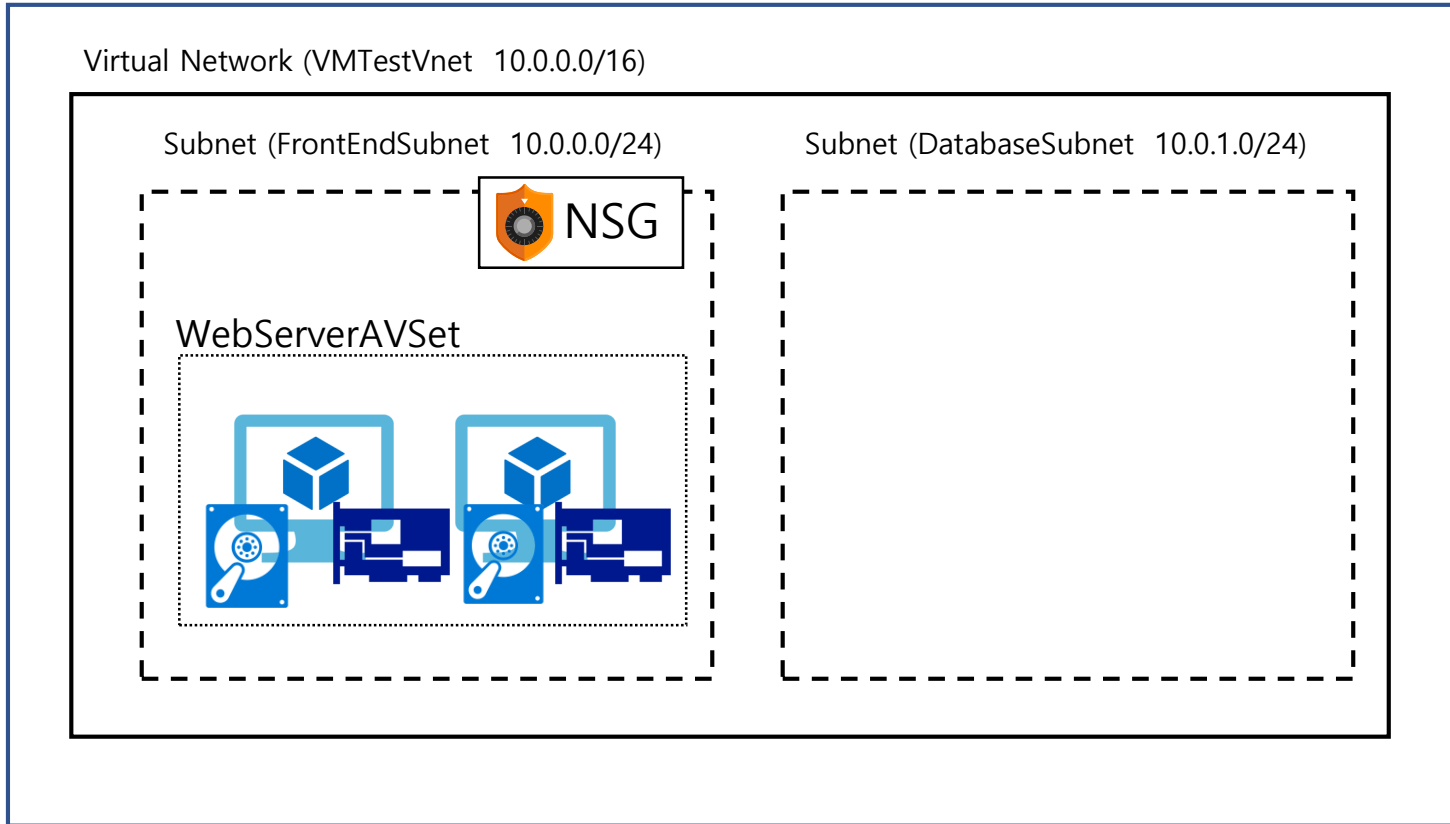 Virtual Network (VMTestVnet 10.0.0.0/16)
Subnet (FrontEndSubnet 10.0.0.0/24)
Subnet (DatabaseSubnet 10.0.1.0/24)
NSG
WebServerAVSet